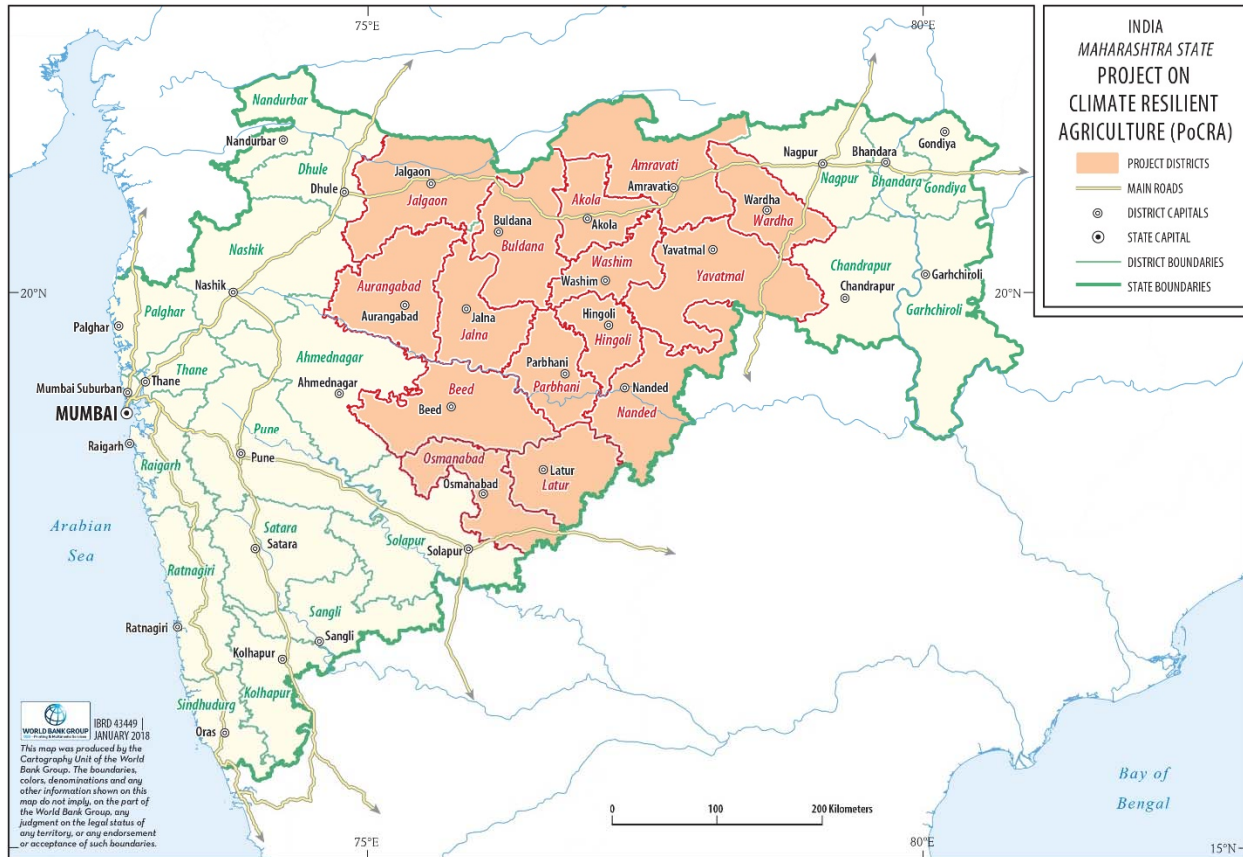 75°E
80°E
INDIA
MAHARASHTRA STATE
PROJECT ON
CLIMATE RESILIENT
AGRICULTURE (PoCRA)
PROJECT DISTRICTS
MAIN ROADS
DISTRICT CAPITALS
STATE CAPITAL
DISTRICT BOUNDARIES
STATE BOUNDARIES
Nandurbar
Nandurbar
Dhule
Dhule
Jalgaon
Jalgaon
Amravati
Amravati
Akola
Akola
Buldana
Buldana
Wardha
Wardha
Nagpur
Nagpur
Bhandara
Bhandara
Gondiya
Gondiya
Nashik
Nashik
Washim
Washim
Yavatmal
Yavatmal
Chandrapur
Chandrapur
Garhchiroli
Garhchiroli
20°N
20°N
Aurangabad
Aurangabad
Jalna
Jalna
Hingoli
Hingoli
Palghar
Palghar
Thane
Thane
Mumbai Suburban
MUMBAI
Ahmednagar
Ahmednagar
Parbhani
Parbhani
Beed
Beed
Nanded
Nanded
Raigarh
Raigarh
Pune
Pune
Osmanabad
Osmanabad
Latur
Latur
Arabian
Sea
Satara
Satara
Solapur
Solapur
Ratnagiri
Ratnagiri
Sangli
Sangli
Kolhapur
Kolhapur
Sindhudurg
Oras
WORLD BANK GROUP
IBRD 43449 |
JANUARY 2018
This map was produced by the
Cartography Unit of the World
Bank Group. The boundaries,
colors, denominations and any
other information shown on this
map do not imply, on the part of
the World Bank Group, any
judgment on the legal status of
any territory, or any endorsement
or acceptance of such boundaries.
0 100 200 Kilometers
Bay of
Bengal
75°E
80°E
15°N